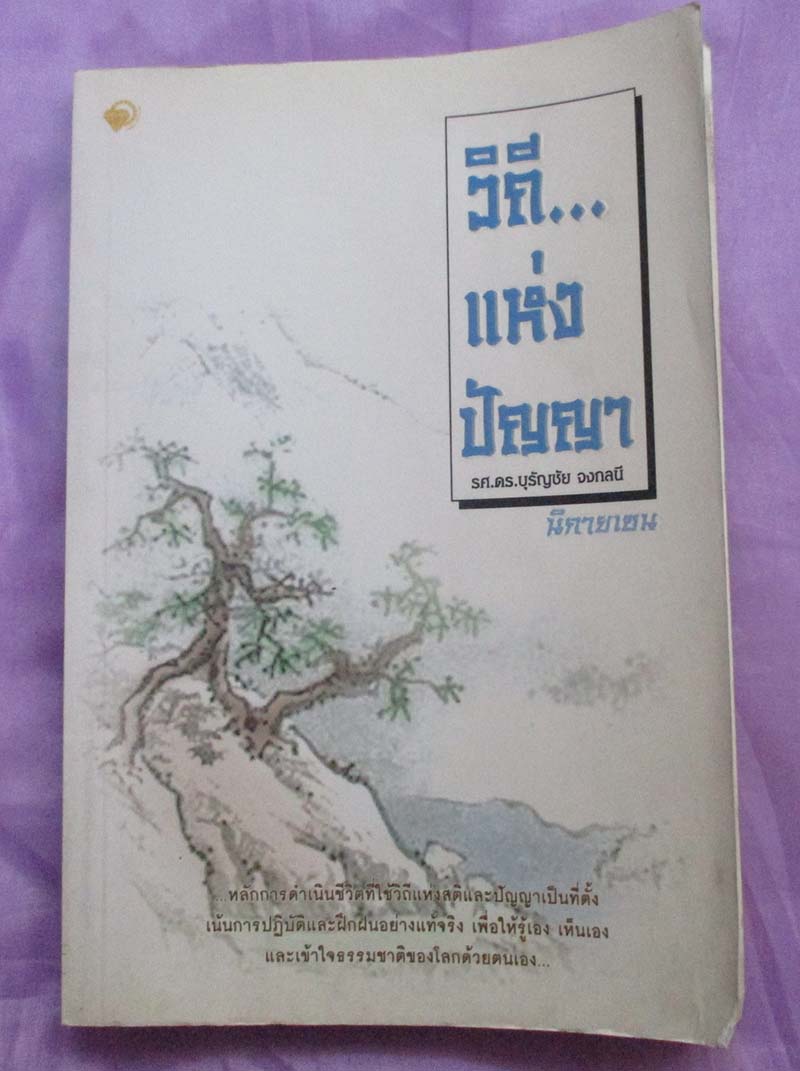 วิถี...
แห่ง
ปัญญา
รศ.ดร.บุรัญชัย จงกลนี
นิกายเซน
...หลักการดำเนินชีวิตที่ใช้วิถีแห่งสติและปัญญาเป็นที่ตั้ง
เน้นการปฏิบัติและฝึกฝนอย่างแท้จริง เพื่อให้รู้เอง เห็นเอง
และเข้าใจธรรมชาติของโลกด้วยตนเอง...